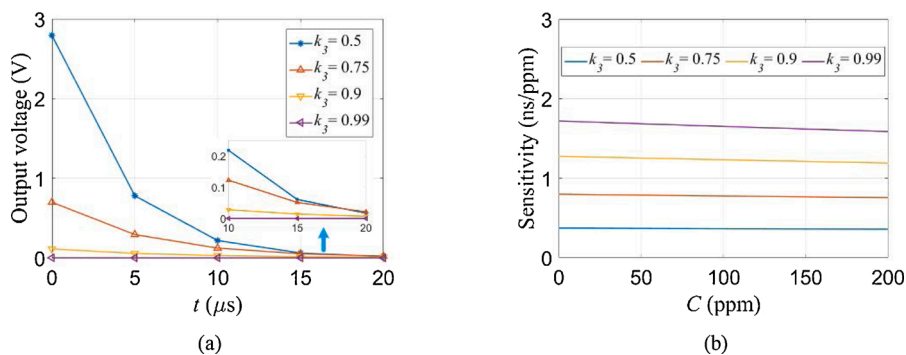 3
2
1
0
Output voltage (V)
k₃ = 0.5
k₃ = 0.75
k₃ = 0.9
k₃ = 0.99
0.2
0.1
0
10 15 20
0 5 10 15 20
t (μs)
(a)
3
2
1
0
Sensitivity (ns/ppm)
k₃ = 0.5 k₃ = 0.75 k₃ = 0.9 k₃ = 0.99
0 50 100 150 200
C (ppm)
(b)